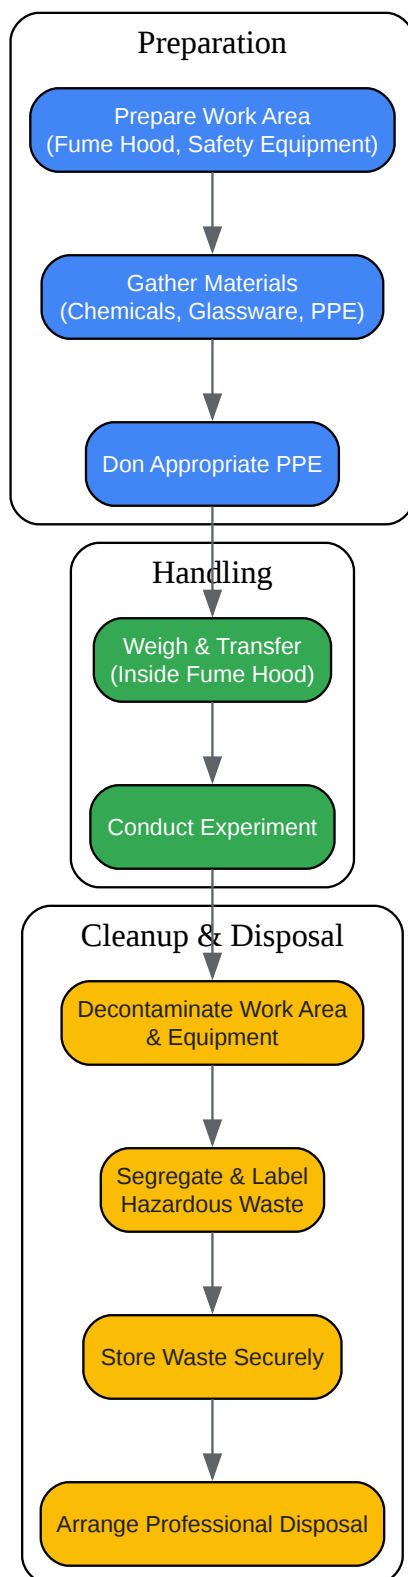 Preparation
Prepare Work Area
(Fume Hood, Safety Equipment)
Gather Materials
(Chemicals, Glassware, PPE)
Don Appropriate PPE
Handling
Weigh & Transfer
(Inside Fume Hood)
Conduct Experiment
Cleanup & Disposal
Decontaminate Work Area
& Equipment
Segregate & Label
Hazardous Waste
Store Waste Securely
Arrange Professional Disposal